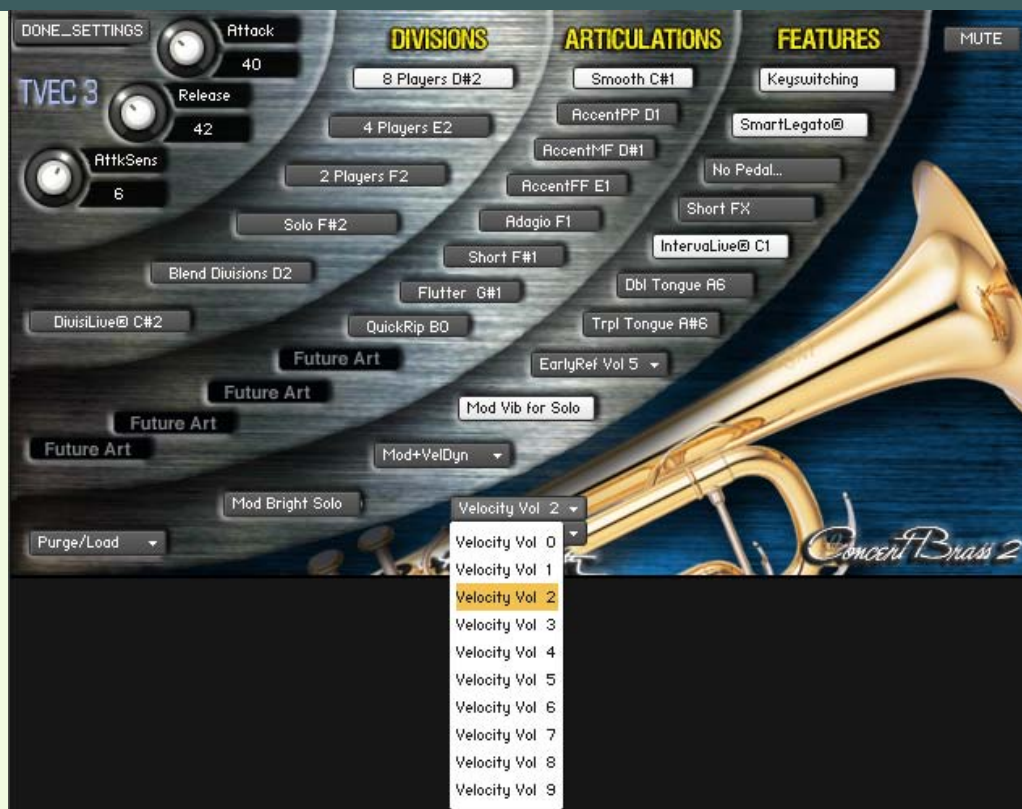 DONE_SETTINGS
Attack
40
DIVISIONS
ARTICULATIONS
FEATURES
MUTE
TVEC 3
Release
42
AttkSens
6
8 Players D#2
4 Players E2
2 Players F2
Solo F#2
Blend Divisions D2
DivisiLive® C#2
Future Art
Future Art
Future Art
Future Art
Smooth C#1
AccentPP D1
AccentMF D#1
AccentFF E1
Adagio F1
Short F#1
Flutter G#1
QuickRip B0
Keyswitching
SmartLegato®
No Pedal...
Short FX
IntervaLive® C1
Dbl Tongue A6
Trpl Tongue A#6
EarlyRef Vol 5
Mod Vib for Solo
Mod+VelDyn
Mod Bright Solo
Purge/Load
Velocity Vol 2
Velocity Vol 0
Velocity Vol 1
Velocity Vol 2
Velocity Vol 3
Velocity Vol 4
Velocity Vol 5
Velocity Vol 6
Velocity Vol 7
Velocity Vol 8
Velocity Vol 9
Concert Brass 2